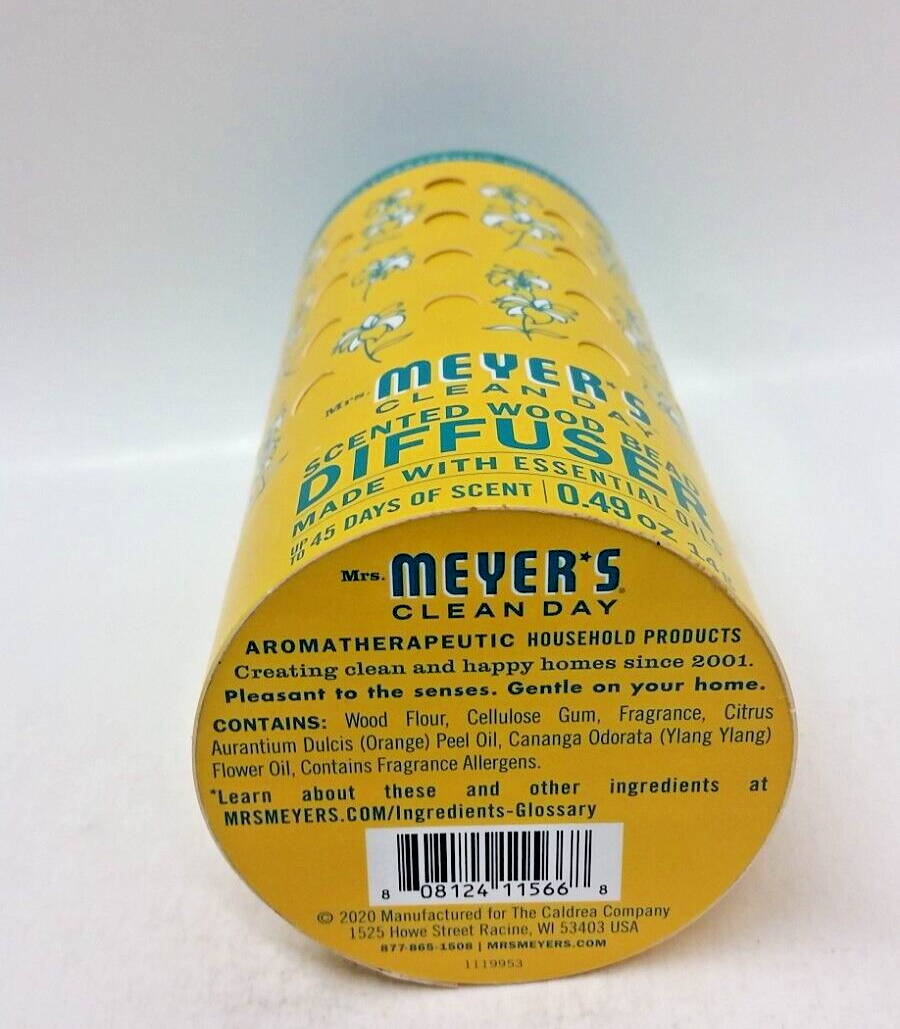 Mrs. MEYER'S
CLEAN DAY
SCENTED WOOD BEAD
DIFFUSER
MADE WITH ESSENTIAL OILS
UP TO 45 DAYS OF SCENT | 0.49 OZ 14g
Mrs. MEYER'S
CLEAN DAY
AROMATHERAPEUTIC HOUSEHOLD PRODUCTS
Creating clean and happy homes since 2001.
Pleasant to the senses. Gentle on your home.
CONTAINS: Wood Flour, Cellulose Gum, Fragrance, Citrus
Aurantium Dulcis (Orange) Peel Oil, Cananga Odorata (Ylang Ylang)
Flower Oil, Contains Fragrance Allergens.
*Learn about these and other ingredients at
MRSMEYERS.COM/Ingredients-Glossary
8 08124 11566 8
© 2020 Manufactured for The Caldrea Company
1525 Howe Street Racine, WI 53403 USA
877-865-1508 | MRSMEYERS.COM
1119953